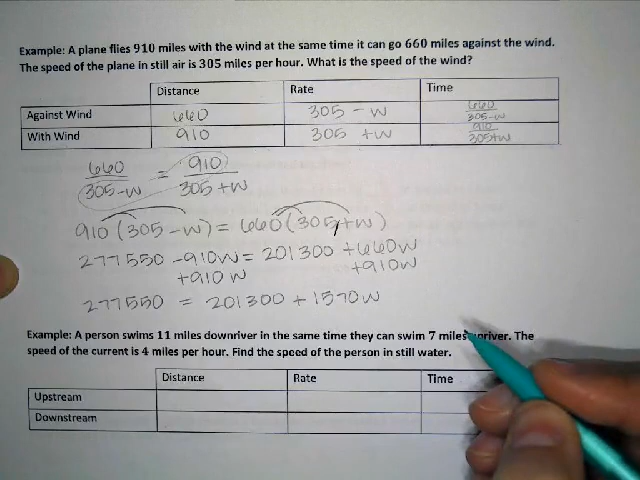 Example: A plane flies 910 miles with the wind at the same time it can go 660 miles against the wind.
The speed of the plane in still air is 305 miles per hour. What is the speed of the wind?
Distance Rate Time
Against Wind 660 305 - w 660/305-w
With Wind 910 305 + w 910/305+w
660/305-w = 910/305+w
910 (305 - w) = 660 (305 + w)
277550 - 910w = 201300 + 660w
+910 w +910w
277550 = 201300 + 1570w
Example: A person swims 11 miles downriver in the same time they can swim 7 miles upriver. The
speed of the current is 4 miles per hour. Find the speed of the person in still water.
Distance Rate Time
Upstream
Downstream